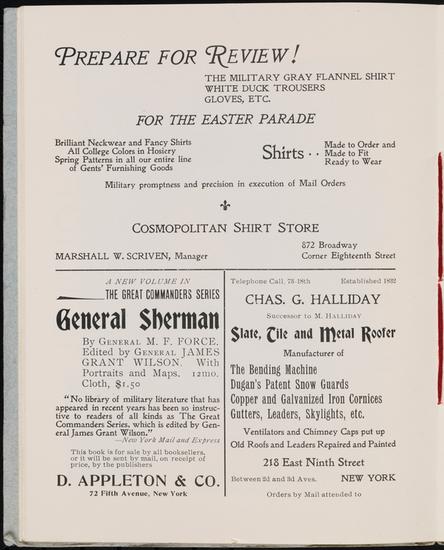 PREPARE FOR REVIEW!
THE MILITARY GRAY FLANNEL SHIRT
WHITE DUCK TROUSERS
GLOVES, ETC.
FOR THE EASTER PARADE
Brilliant Neckwear and Fancy Shirts
All College Colors in Hosiery
Spring Patterns in all our entire line
of Gents' Furnishing Goods
Shirts · ·
Made to Order and
Made to Fit
Ready to Wear
Military promptness and precision in execution of Mail Orders
COSMOPOLITAN SHIRT STORE
MARSHALL W. SCRIVEN, Manager
872 Broadway
Corner Eighteenth Street
A NEW VOLUME IN
THE GREAT COMMANDERS SERIES
General Sherman
By GENERAL M. F. FORCE.
Edited by GENERAL JAMES
GRANT WILSON. With
Portraits and Maps. 12mo.
Cloth, $1.50
"No library of military literature that has
appeared in recent years has been so instruc-
tive to readers of all kinds as 'The Great
Commanders Series, which is edited by Gen-
eral James Grant Wilson."
—New York Mail and Express
This book is for sale by all booksellers,
or it will be sent by mail, on receipt of
price, by the publishers
D. APPLETON & CO.
72 Fifth Avenue, New York
Telephone Call, 78-18th Established 1832
CHAS. G. HALLIDAY
Successor to M. HALLIDAY
Slate, Tile and Metal Roofer
Manufacturer of
The Bending Machine
Dugan's Patent Snow Guards
Copper and Galvanized Iron Cornices
Gutters, Leaders, Skylights, etc.
Ventilators and Chimney Caps put up
Old Roofs and Leaders Repaired and Painted
218 East Ninth Street
Between 2d and 3d Aves. NEW YORK
Orders by Mail attended to